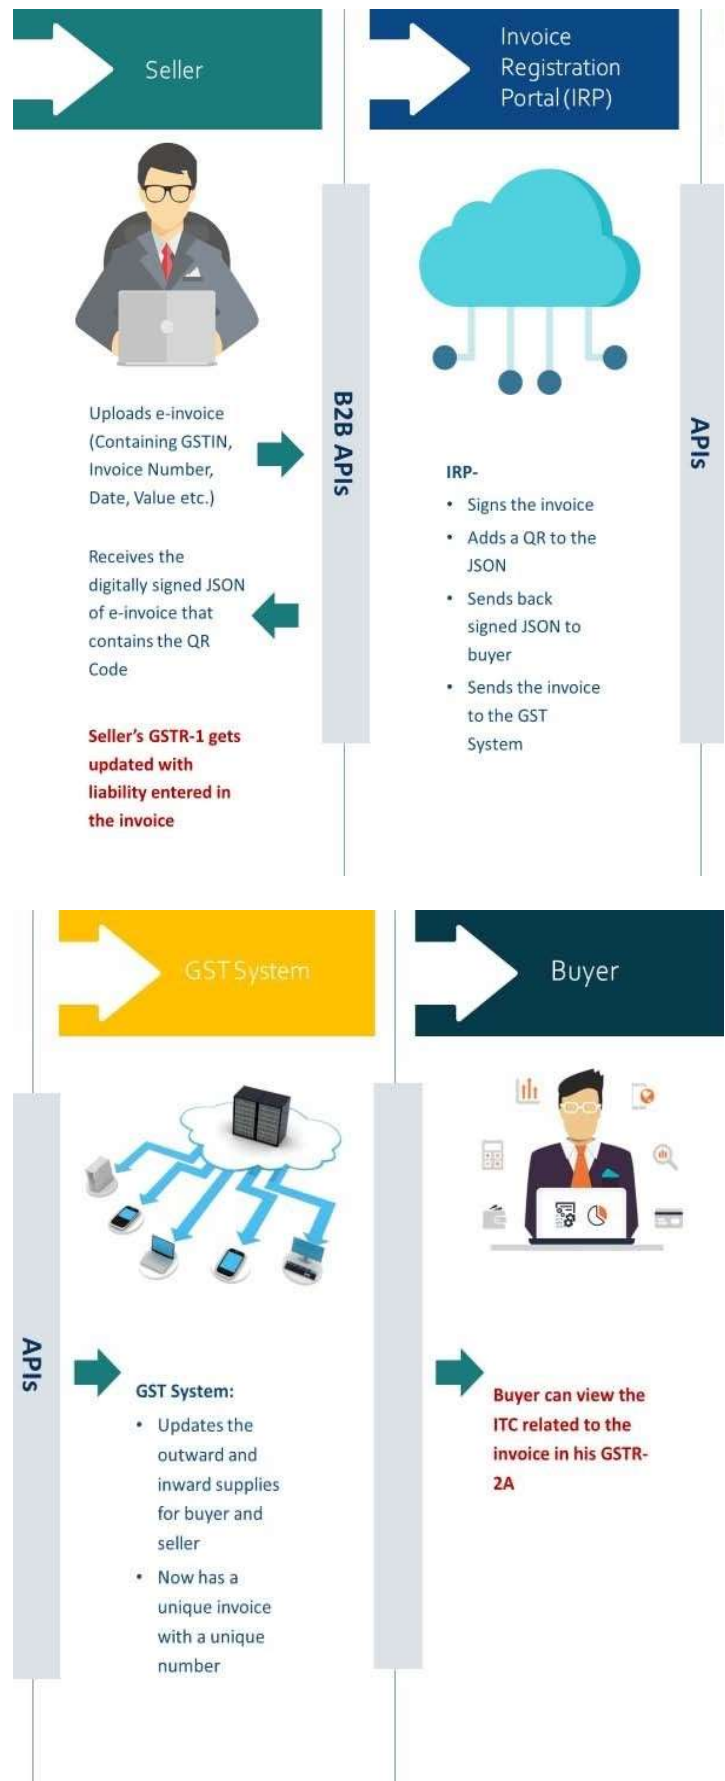 Seller
Uploads e-invoice
(Containing GSTIN,
Invoice Number,
Date, Value etc.)
Receives the
digitally signed JSON
of e-invoice that
contains the QR
Code
Seller's GSTR-1 gets
updated with
liability entered in
the invoice
B2B APIs
Invoice
Registration
Portal (IRP)
IRP-
• Signs the invoice
• Adds a QR to the
JSON
• Sends back
signed JSON to
buyer
• Sends the invoice
to the GST
System
APIs
APIs
GST System
GST System:
• Updates the
outward and
inward supplies
for buyer and
seller
• Now has a
unique invoice
with a unique
number
Buyer
Buyer can view the
ITC related to the
invoice in his GSTR-
2A